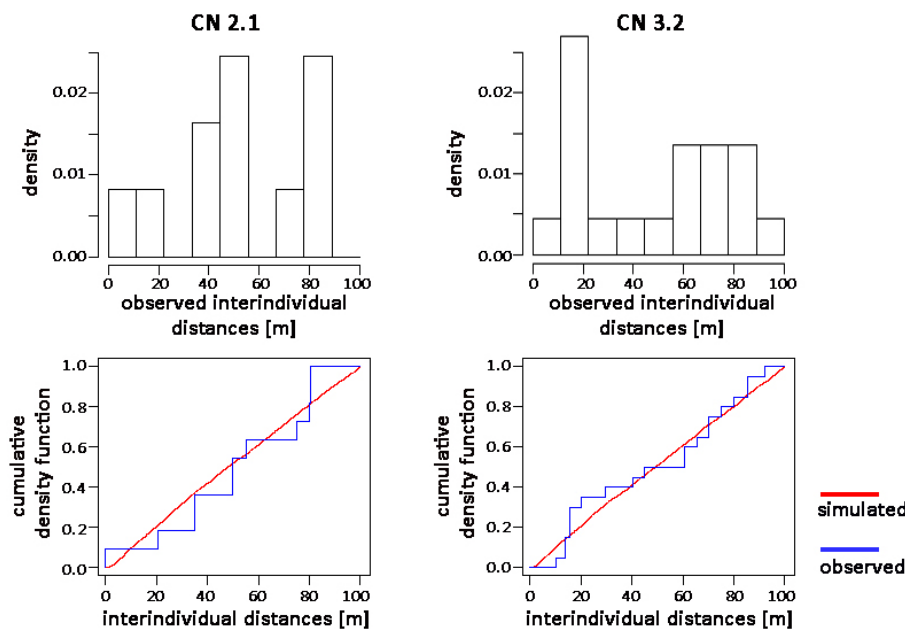 CN 2.1
density
0.02
0.01
0.00
0 20 40 60 80 100
observed interindividual
distances [m]
CN 3.2
density
0.02
0.01
0.00
0 20 40 60 80 100
observed interindividual
distances [m]
cumulative
density function
1.0
0.8
0.6
0.4
0.2
0.0
0 20 40 60 80 100
interindividual distances [m]
cumulative
density function
1.0
0.8
0.6
0.4
0.2
0.0
0 20 40 60 80 100
interindividual distances [m]
simulated
observed